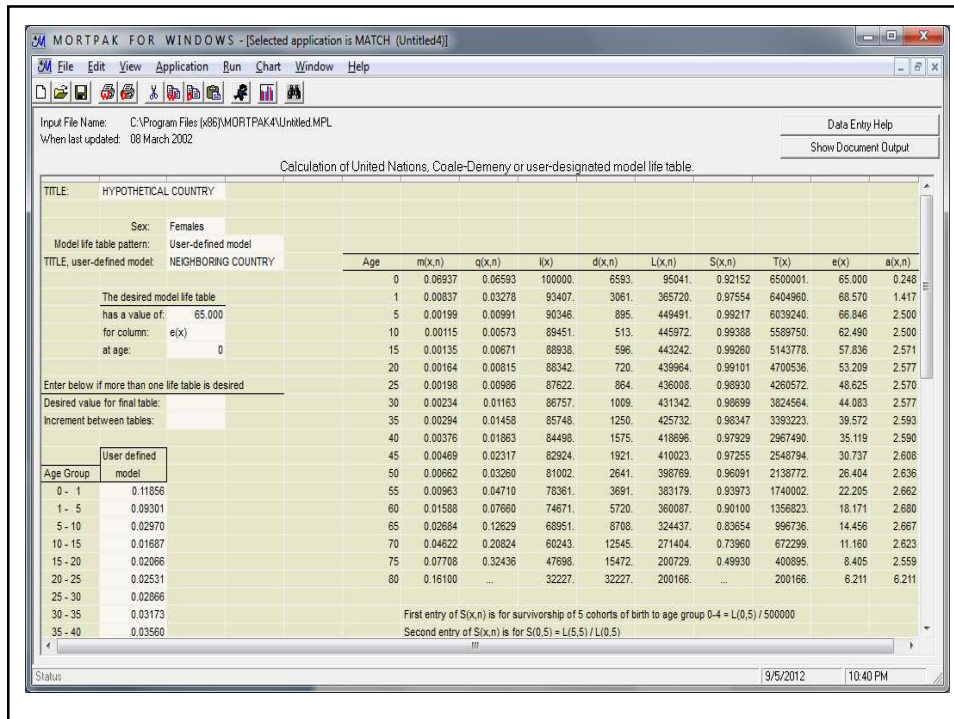 MORTPAK FOR WINDOWS - [Selected application is MATCH (Untitled4)]
File Edit View Application Run Chart Window Help
Input File Name: C:\Program Files (x86)\MORTPAK4\Untitled.MPL
When last updated: 08 March 2002
Data Entry Help
Show Document Output
Calculation of United Nations, Coale-Demeny or user-designated model life table.
TITLE: HYPOTHETICAL COUNTRY
Sex: Females
Model life table pattern: User-defined model
TITLE, user-defined model: NEIGHBORING COUNTRY
The desired model life table
has a value of: 65.000
for column: e(x)
at age: 0
Enter below if more than one life table is desired
Desired value for final table:
Increment between tables:
User defined
Age Group model
0 - 1 0.11856
1 - 5 0.09301
5 - 10 0.02970
10 - 15 0.01687
15 - 20 0.02066
20 - 25 0.02531
25 - 30 0.02866
30 - 35 0.03173
35 - 40 0.03560
Age m(x,n) q(x,n) l(x) d(x,n) L(x,n) S(x,n) T(x) e(x) a(x,n)
0 0.06937 0.06593 100000. 6593. 95041. 0.92152 6500001. 65.000 0.248
1 0.00837 0.03278 93407. 3061. 365720. 0.97554 6404960. 68.570 1.417
5 0.00199 0.00991 90346. 895. 449491. 0.99217 6039240. 66.846 2.500
10 0.00115 0.00573 89451. 513. 445972. 0.99388 5589750. 62.490 2.500
15 0.00135 0.00671 88938. 596. 443242. 0.99260 5143778. 57.836 2.571
20 0.00164 0.00815 88342. 720. 439964. 0.99101 4700536. 53.209 2.577
25 0.00198 0.00986 87622. 864. 436008. 0.98930 4260572. 48.625 2.570
30 0.00234 0.01163 86757. 1009. 431342. 0.98699 3824564. 44.083 2.577
35 0.00294 0.01458 85748. 1250. 425732. 0.98347 3393223. 39.572 2.593
40 0.00376 0.01863 84498. 1575. 418696. 0.97929 2967490. 35.119 2.590
45 0.00469 0.02317 82924. 1921. 410023. 0.97255 2548794. 30.737 2.608
50 0.00662 0.03260 81002. 2641. 398769. 0.96091 2138772. 26.404 2.636
55 0.00963 0.04710 78361. 3691. 383179. 0.93973 1740002. 22.205 2.662
60 0.01588 0.07660 74671. 5720. 360087. 0.90100 1356823. 18.171 2.680
65 0.02684 0.12629 68951. 8708. 324437. 0.83654 996736. 14.456 2.667
70 0.04622 0.20824 60243. 12545. 271404. 0.73960 672299. 11.160 2.623
75 0.07708 0.32436 47698. 15472. 200729. 0.49930 400895. 8.405 2.559
80 0.16100 ... 32227. 32227. 200166. ... 200166. 6.211 6.211
First entry of S(x,n) is for survivorship of 5 cohorts of birth to age group 0-4 = L(0,5) / 500000
Second entry of S(x,n) is for S(0,5) = L(5,5) / L(0,5)
Status 9/5/2012 10:40 PM